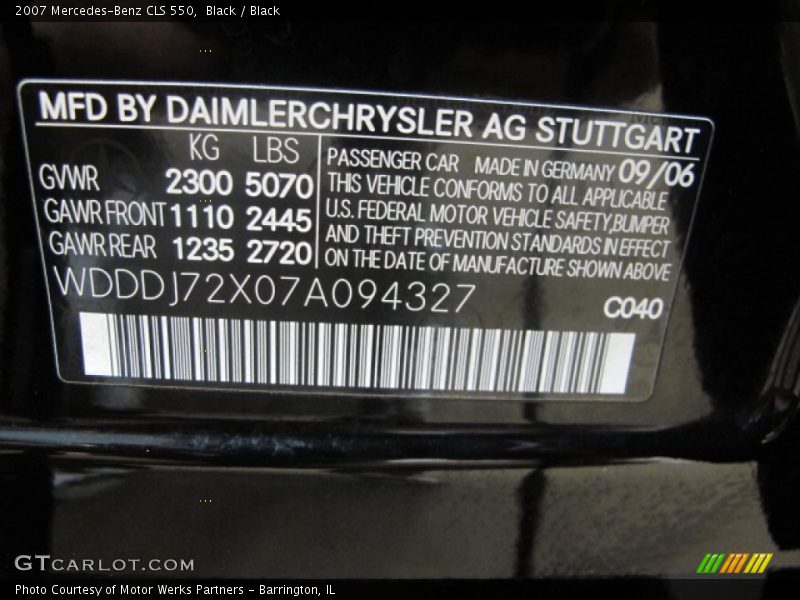 2007 Mercedes-Benz CLS 550,  Black / Black
MFD BY DAIMLERCHRYSLER AG STUTTGART
KG LBS
GVWR 2300 5070
GAWR FRONT 1110 2445
GAWR REAR 1235 2720
PASSENGER CAR MADE IN GERMANY 09/06
THIS VEHICLE CONFORMS TO ALL APPLICABLE
U.S. FEDERAL MOTOR VEHICLE SAFETY,BUMPER
AND THEFT PREVENTION STANDARDS IN EFFECT
ON THE DATE OF MANUFACTURE SHOWN ABOVE
WDDDJ72X07A094327
C040
GTCARLOT.COM
Photo Courtesy of Motor Werks Partners - Barrington, IL